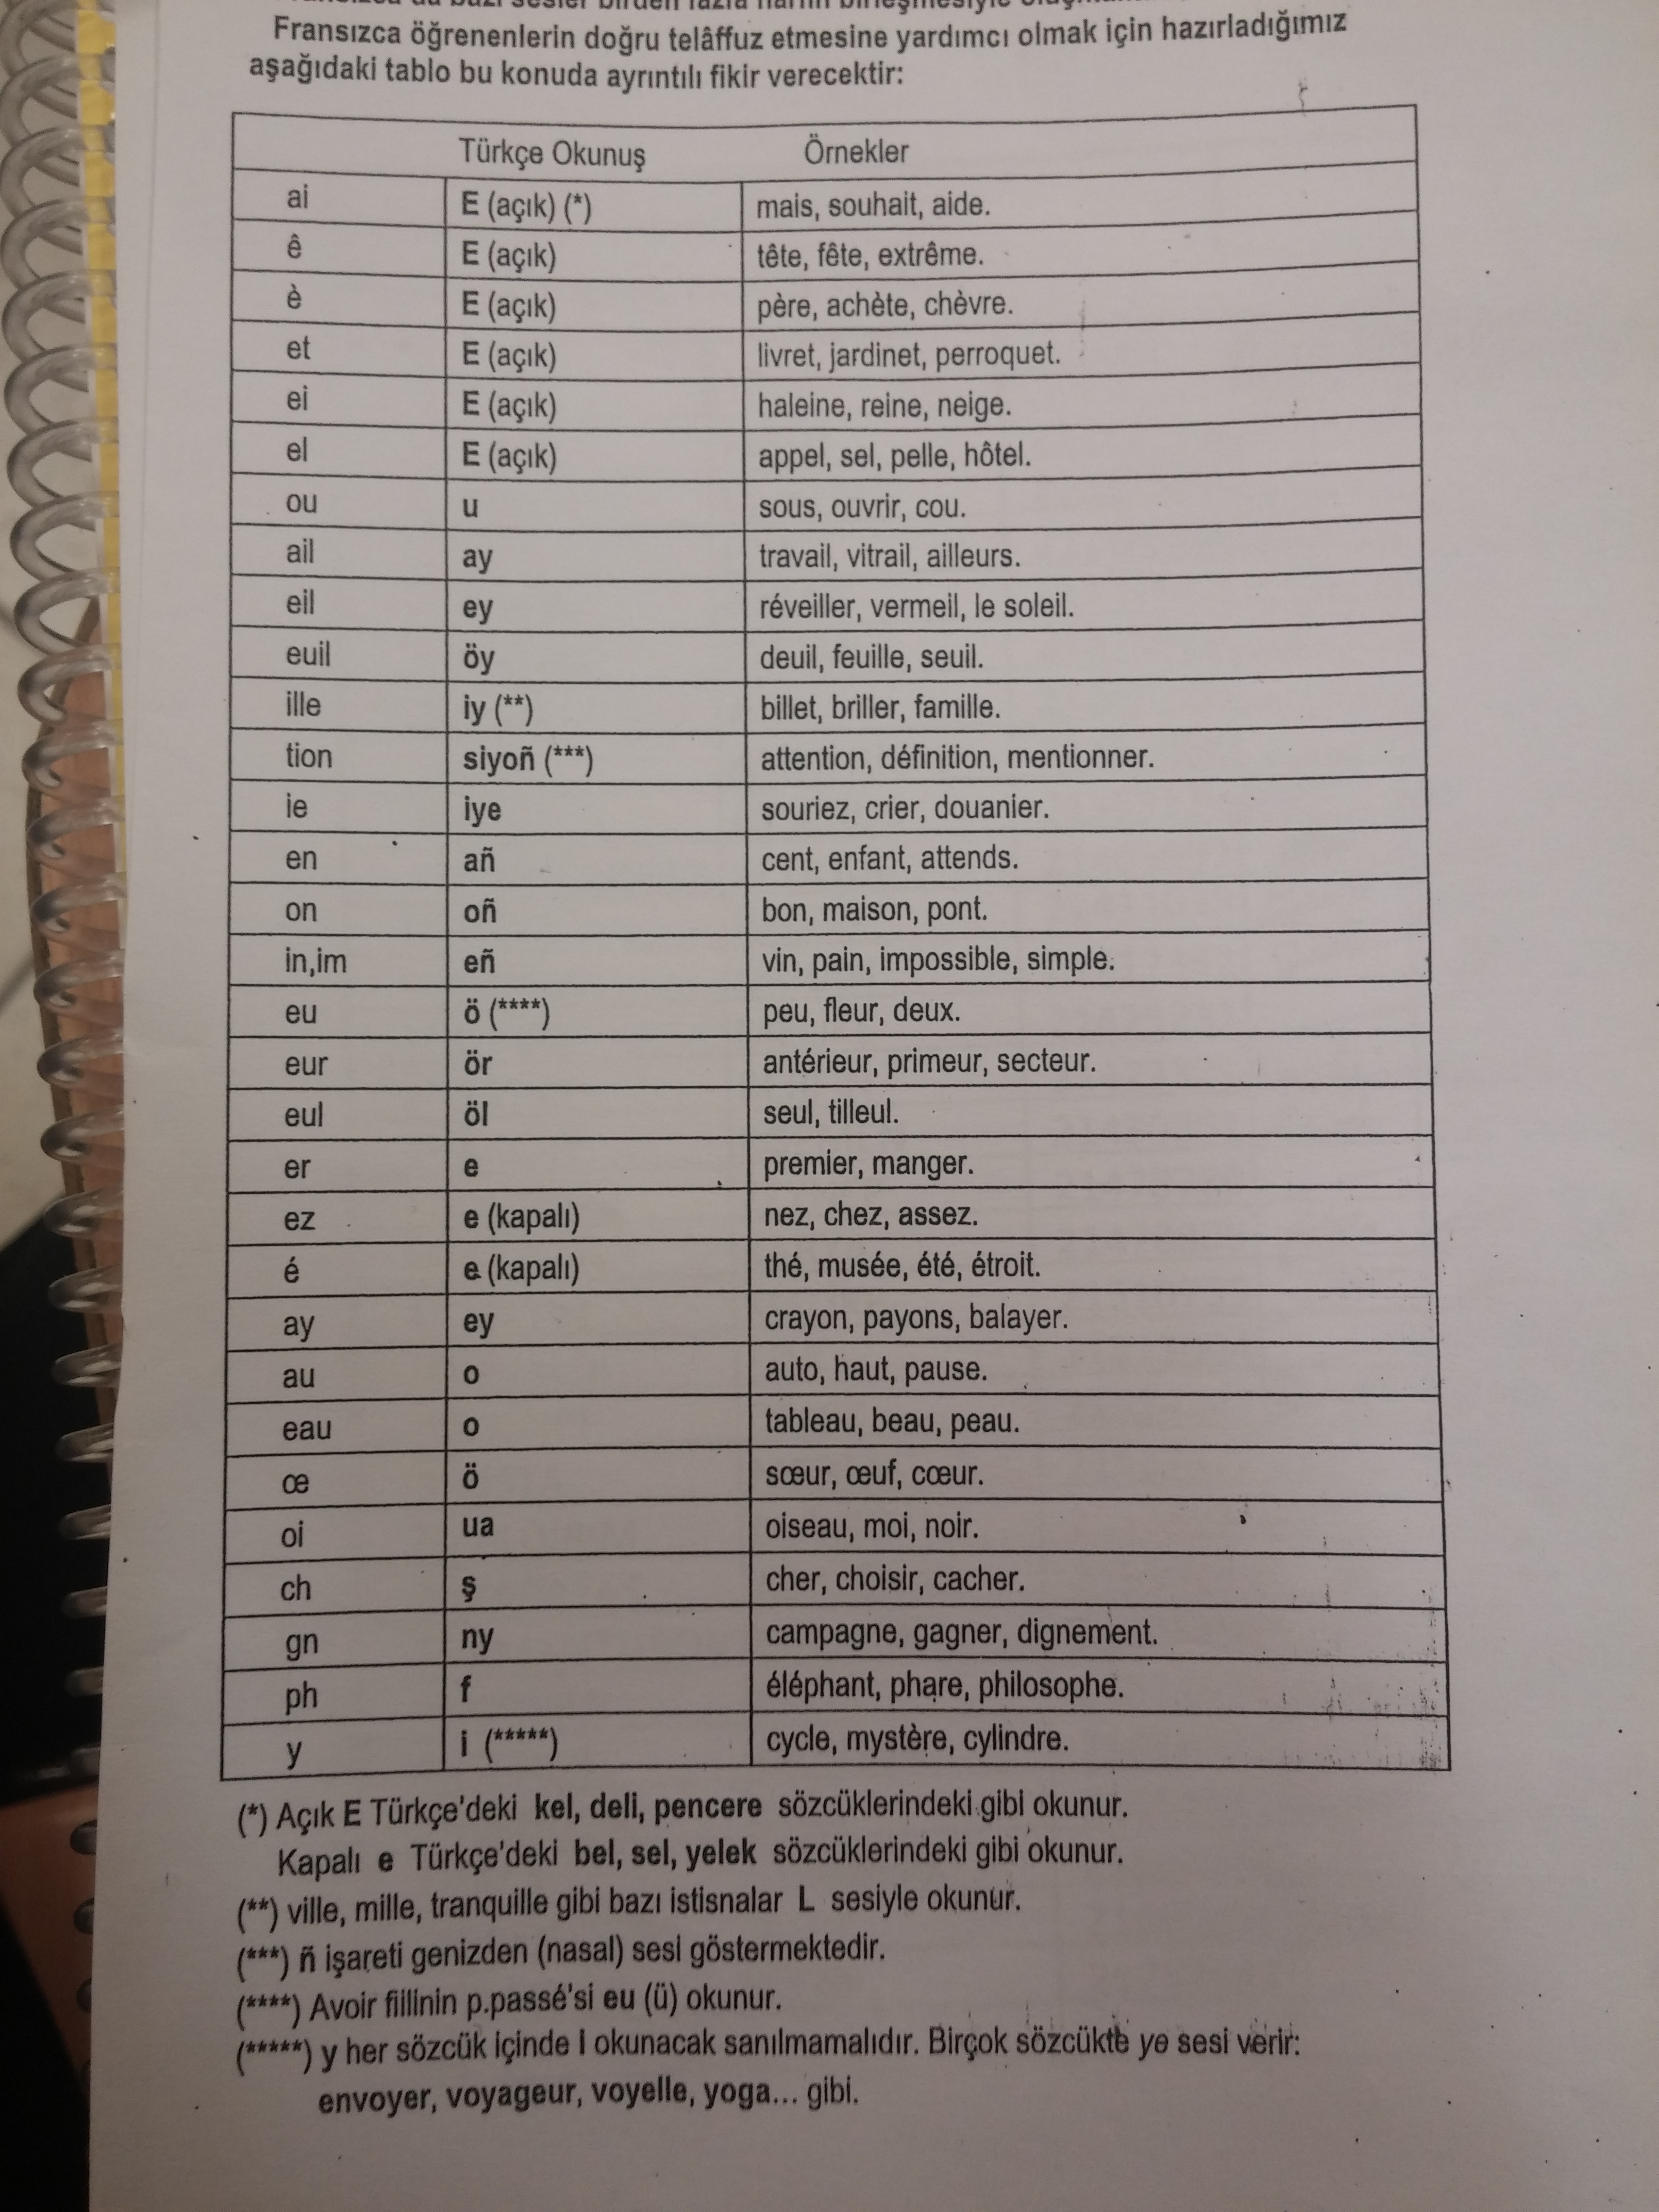 Fransızca öğrenenlerin doğru telâffuz etmesine yardımcı olmak için hazırladığımız
aşağıdaki tablo bu konuda ayrıntılı fikir verecektir:
Türkçe Okunuş Örnekler
ai E (açık) (*) mais, souhait, aide.
ê E (açık) tête, fête, extrême.
è E (açık) père, achète, chèvre.
et E (açık) livret, jardinet, perroquet.
ei E (açık) haleine, reine, neige.
el E (açık) appel, sel, pelle, hôtel.
ou u sous, ouvrir, cou.
ail ay travail, vitrail, ailleurs.
eil ey réveiller, vermeil, le soleil.
euil öy deuil, feuille, seuil.
ille iy (**) billet, briller, famille.
tion siyoñ (***) attention, définition, mentionner.
ie iye souriez, crier, douanier.
en añ cent, enfant, attends.
on oñ bon, maison, pont.
in,im eñ vin, pain, impossible, simple.
eu ö (****) peu, fleur, deux.
eur ör antérieur, primeur, secteur.
eul öl seul, tilleul.
er e premier, manger.
ez e (kapalı) nez, chez, assez.
é e (kapalı) thé, musée, été, étroit.
ay ey crayon, payons, balayer.
au o auto, haut, pause.
eau o tableau, beau, peau.
œ ö sœur, œuf, cœur.
oi ua oiseau, moi, noir.
ch ş cher, choisir, cacher.
gn ny campagne, gagner, dignement.
ph f éléphant, phare, philosophe.
y i (*****) cycle, mystère, cylindre.
(*) Açık E Türkçe'deki kel, deli, pencere sözcüklerindeki gibi okunur.
Kapalı e Türkçe'deki bel, sel, yelek sözcüklerindeki gibi okunur.
(**) ville, mille, tranquille gibi bazı istisnalar L sesiyle okunur.
(***) ñ işareti genizden (nasal) sesi göstermektedir.
(****) Avoir fiilinin p.passé'si eu (ü) okunur.
(*****) y her sözcük içinde i okunacak sanılmamalıdır. Birçok sözcükte ye sesi verir:
envoyer, voyageur, voyelle, yoga... gibi.